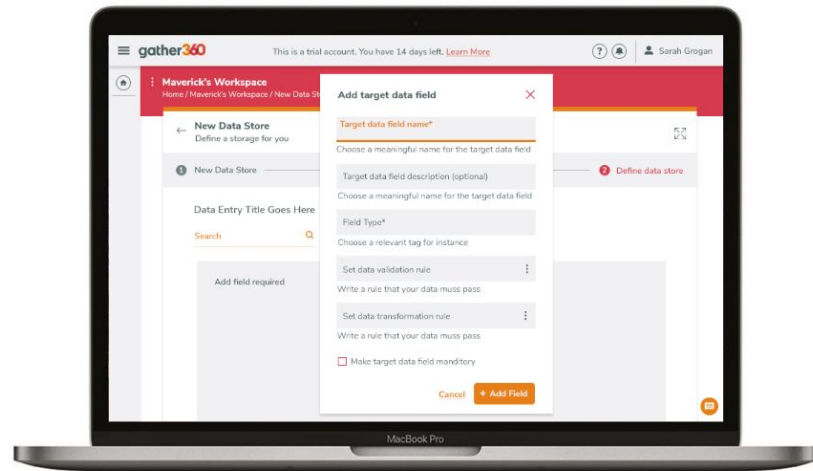 gather360
This is a trial account. You have 14 days left. Learn More
?
Sarah Grogan
Maverick's Workspace
Home / Maverick's Workspace / New Data St
New Data Store
Define a storage for you
1 New Data Store
2 Define data store
Data Entry Title Goes Here
Search
Add field required
Add target data field
Target data field name*
Choose a meaningful name for the target data field
Target data field description (optional)
Choose a meaningful name for the target data field
Field Type*
Choose a relevant tag for instance
Set data validation rule
Write a rule that your data muss pass
Set data transformation rule
Write a rule that your data muss pass
Make target data field manditory
Cancel
+ Add Field
MacBook Pro